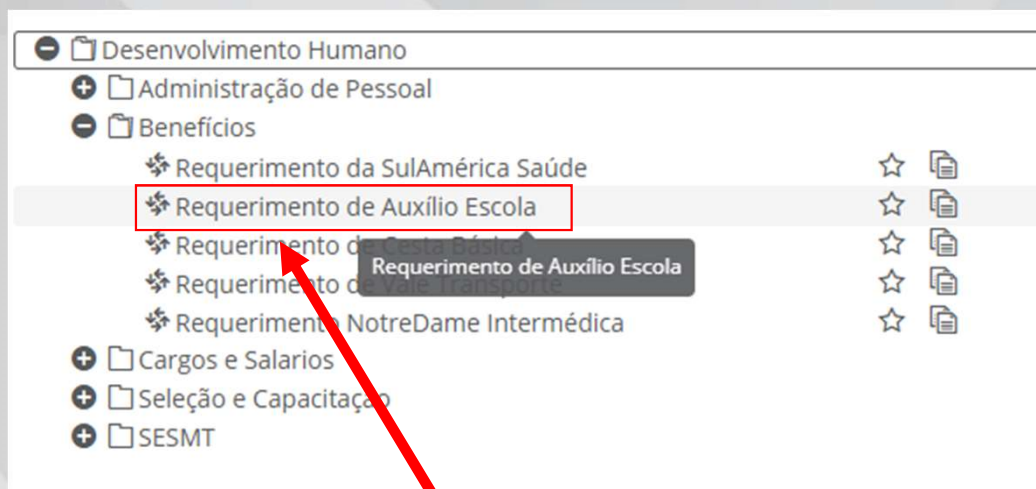 Desenvolvimento Humano
Administração de Pessoal
Benefícios
Requerimento da SulAmérica Saúde
Requerimento de Auxílio Escola
Requerimento de Cesta Básica
Requerimento de Auxílio Escola
Requerimento de Vale Transporte
Requerimento NotreDame Intermédica
Cargos e Salarios
Seleção e Capacitação
SESMT